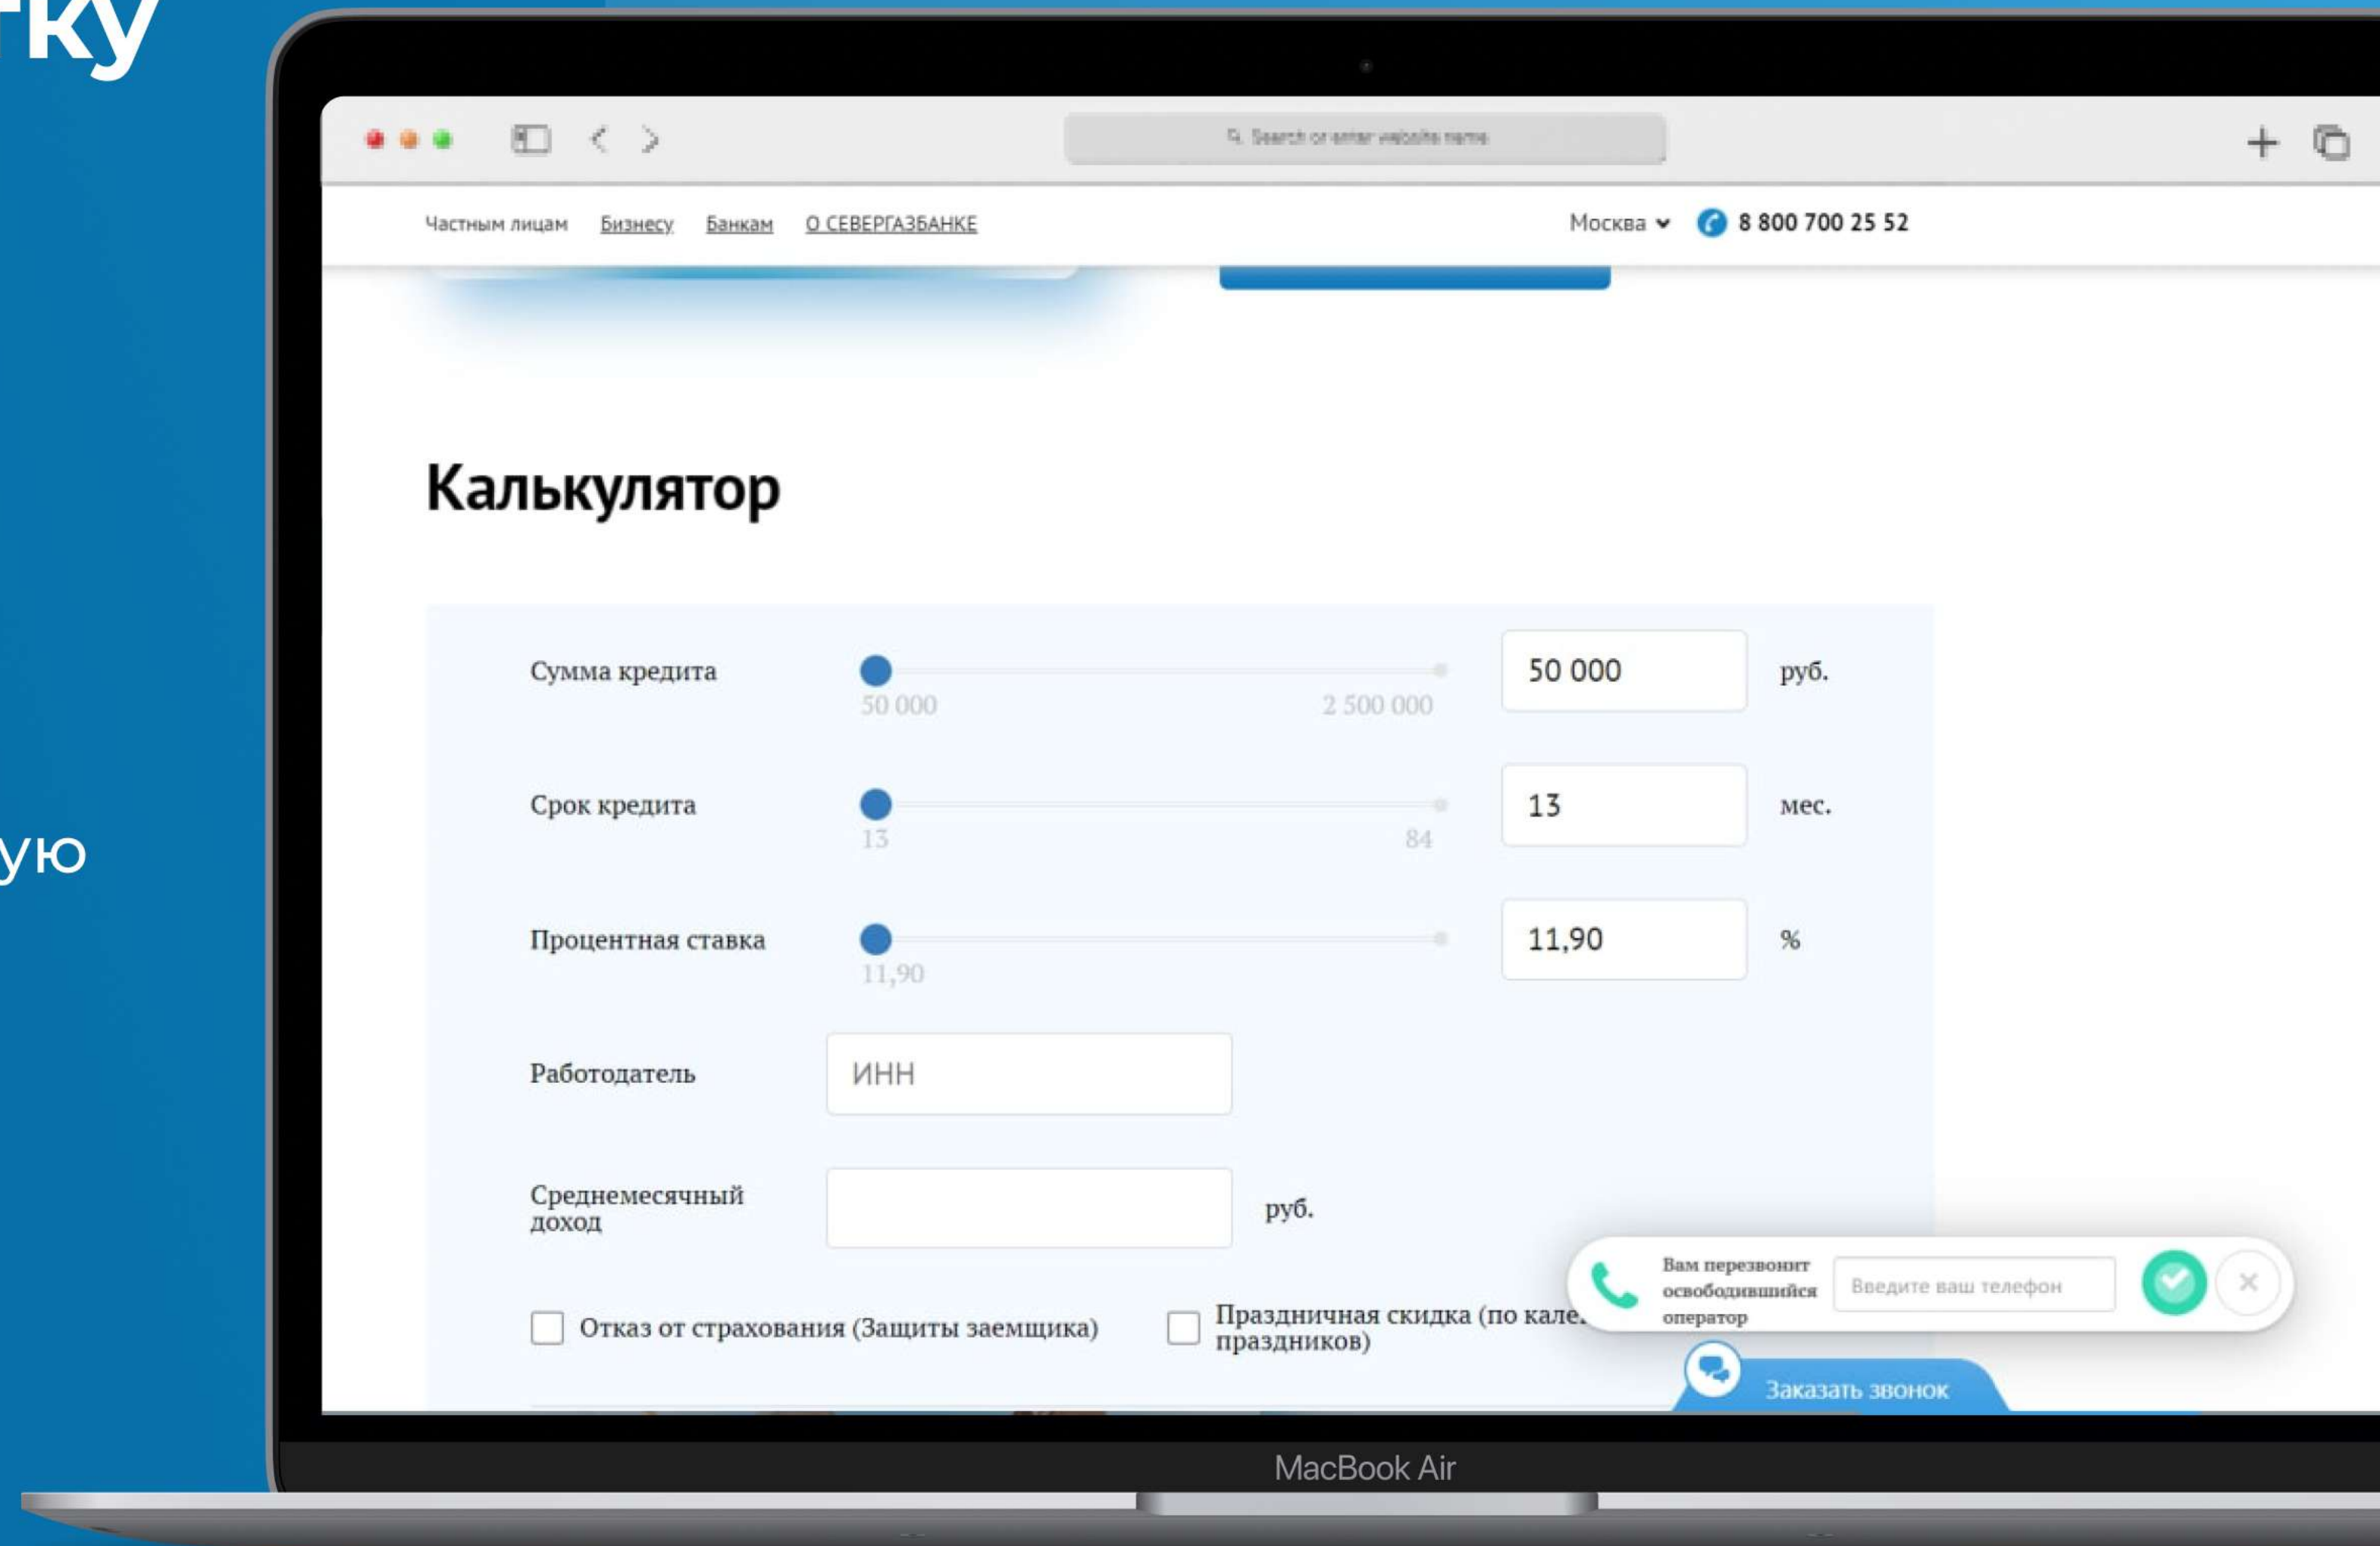 тку
ую
Search or enter website name
Частным лицам Бизнесу Банкам О СЕВЕРГАЗБАНКЕ Москва 8 800 700 25 52
Калькулятор
Сумма кредита 50 000 руб.
50 000 2 500 000
Срок кредита 13 мес.
13 84
Процентная ставка 11,90 %
11,90
Работодатель ИНН
Среднемесячный
доход
руб.
Отказ от страхования (Защиты заемщика)
Праздничная скидка (по кале
праздников)
Вам перезвонит
освободившийся
оператор
Введите ваш телефон
Заказать звонок
MacBook Air